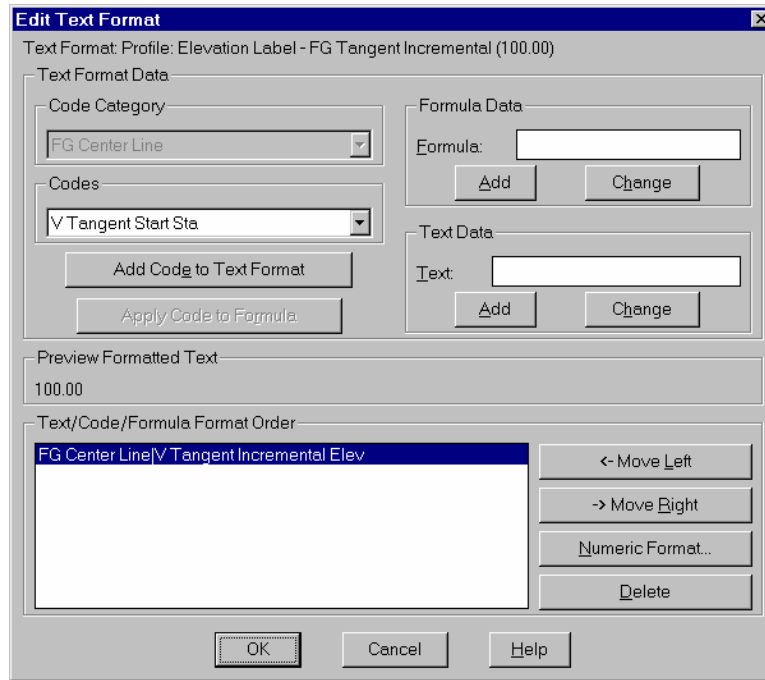 Edit Text Format
Text Format: Profile: Elevation Label - FG Tangent Incremental (100.00)
Text Format Data
Code Category
FG Center Line
Codes
V Tangent Start Sta
Add Code to Text Format
Apply Code to Formula
Formula Data
Formula:
Add Change
Text Data
Text:
Add Change
Preview Formatted Text
100.00
Text/Code/Formula Format Order
FG Center Line|V Tangent Incremental Elev
<- Move Left
-> Move Right
Numeric Format...
Delete
OK Cancel Help